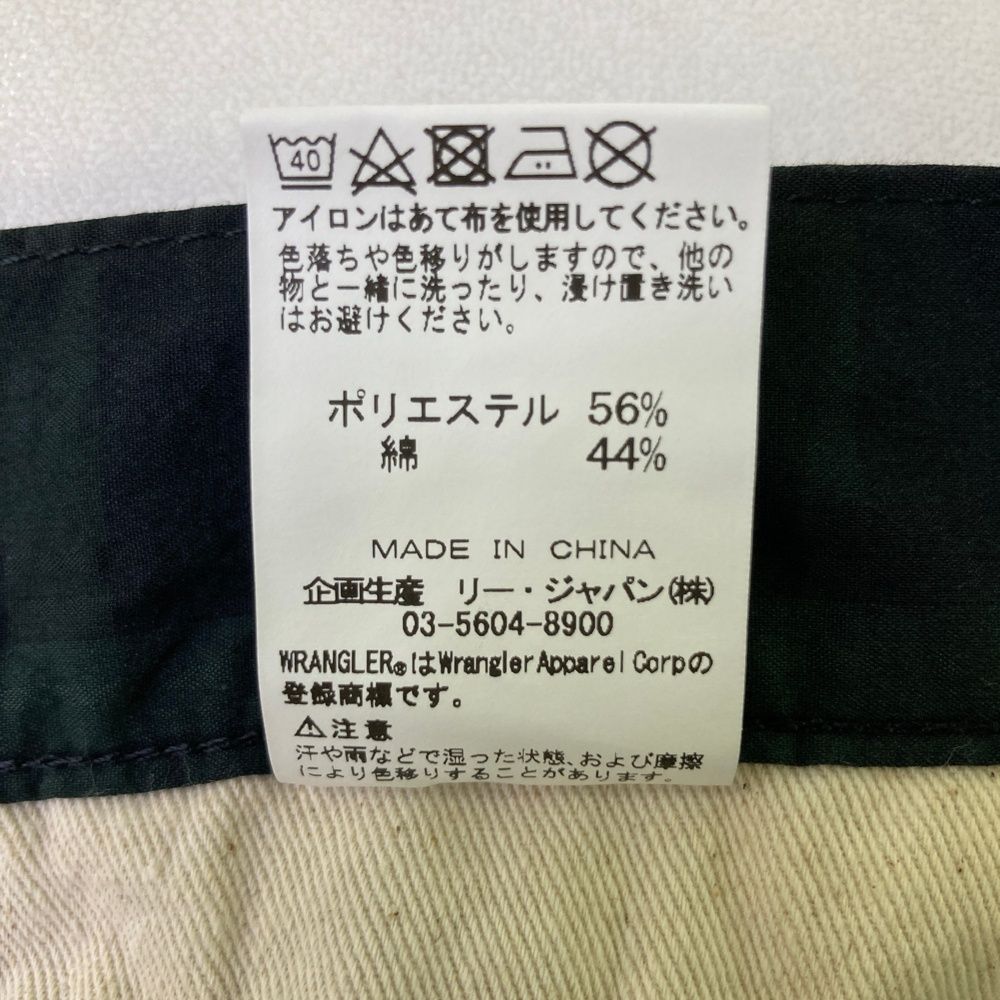 40
アイロンはあて布を使用してください。
色落ちや色移りがしますので、他の
物と一緒に洗ったり、浸け置き洗い
はお避けください。
ポリエステル 56%
綿 44%
MADE IN CHINA
企画生産 リー・ジャパン(株)
03-5604-8900
WRANGLER®はWrangler Apparel Corpの
登録商標です。
⚠注意
汗や雨などで湿った状態、および摩擦
により色移りすることがあります。